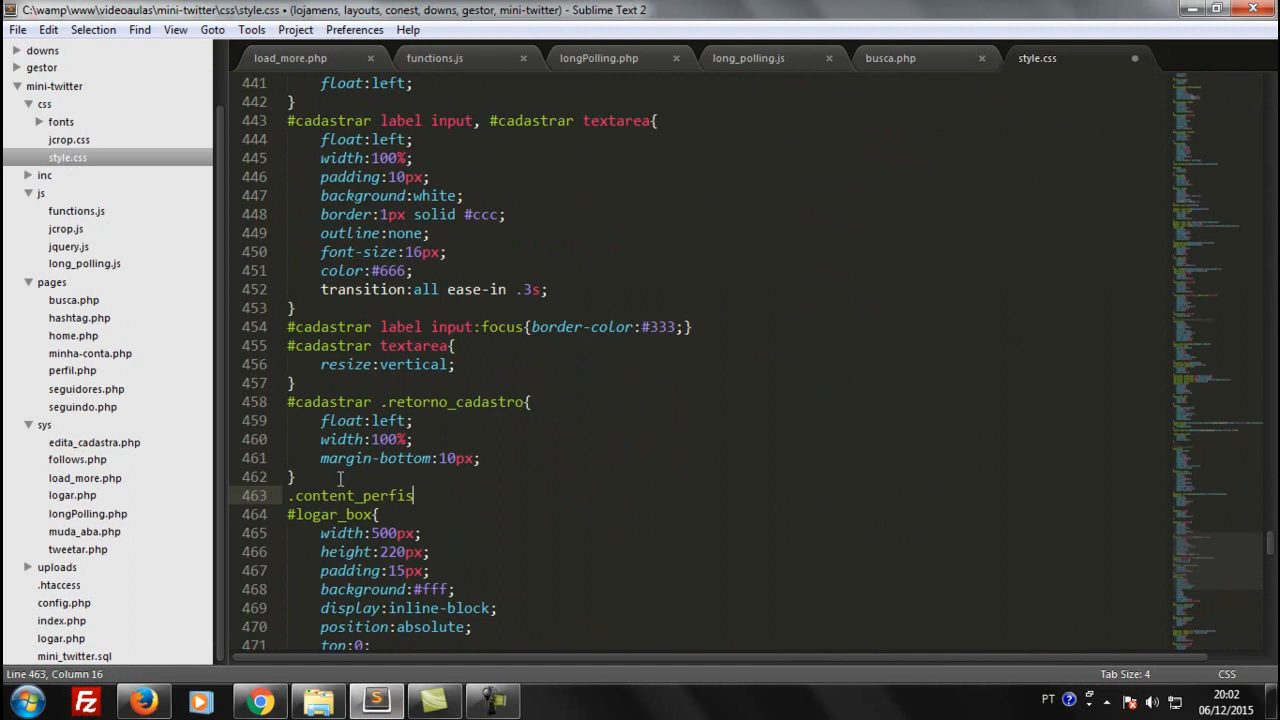 C:\wamp\www\videoaulas\mini-twitter\css\style.css • (lojamens, layouts, conest, downs, gestor, mini-twitter) - Sublime Text 2
File Edit Selection Find View Goto Tools Project Preferences Help
load_more.php functions.js longPolling.php long_polling.js busca.php style.css
downs
gestor
mini-twitter
css
fonts
jcrop.css
style.css
inc
js
functions.js
jcrop.js
jquery.js
long_polling.js
pages
busca.php
hashtag.php
home.php
minha-conta.php
perfil.php
seguidores.php
seguindo.php
sys
edita_cadastra.php
follows.php
load_more.php
logar.php
longPolling.php
muda_aba.php
tweetar.php
uploads
.htaccess
config.php
index.php
logar.php
mini_twitter.sql
441 float:left;
442 }
443 #cadastrar label input, #cadastrar textarea{
444 float:left;
445 width:100%;
446 padding:10px;
447 background:white;
448 border:1px solid #ccc;
449 outline:none;
450 font-size:16px;
451 color:#666;
452 transition:all ease-in .3s;
453 }
454 #cadastrar label input:focus{border-color:#333;}
455 #cadastrar textarea{
456 resize:vertical;
457 }
458 #cadastrar .retorno_cadastro{
459 float:left;
460 width:100%;
461 margin-bottom:10px;
462 }
463 .content_perfis
464 #logar_box{
465 width:500px;
466 height:220px;
467 padding:15px;
468 background:#fff;
469 display:inline-block;
470 position:absolute;
471 top:0;
Line 463, Column 16 Tab Size: 4 CSS
PT 20:02
06/12/2015